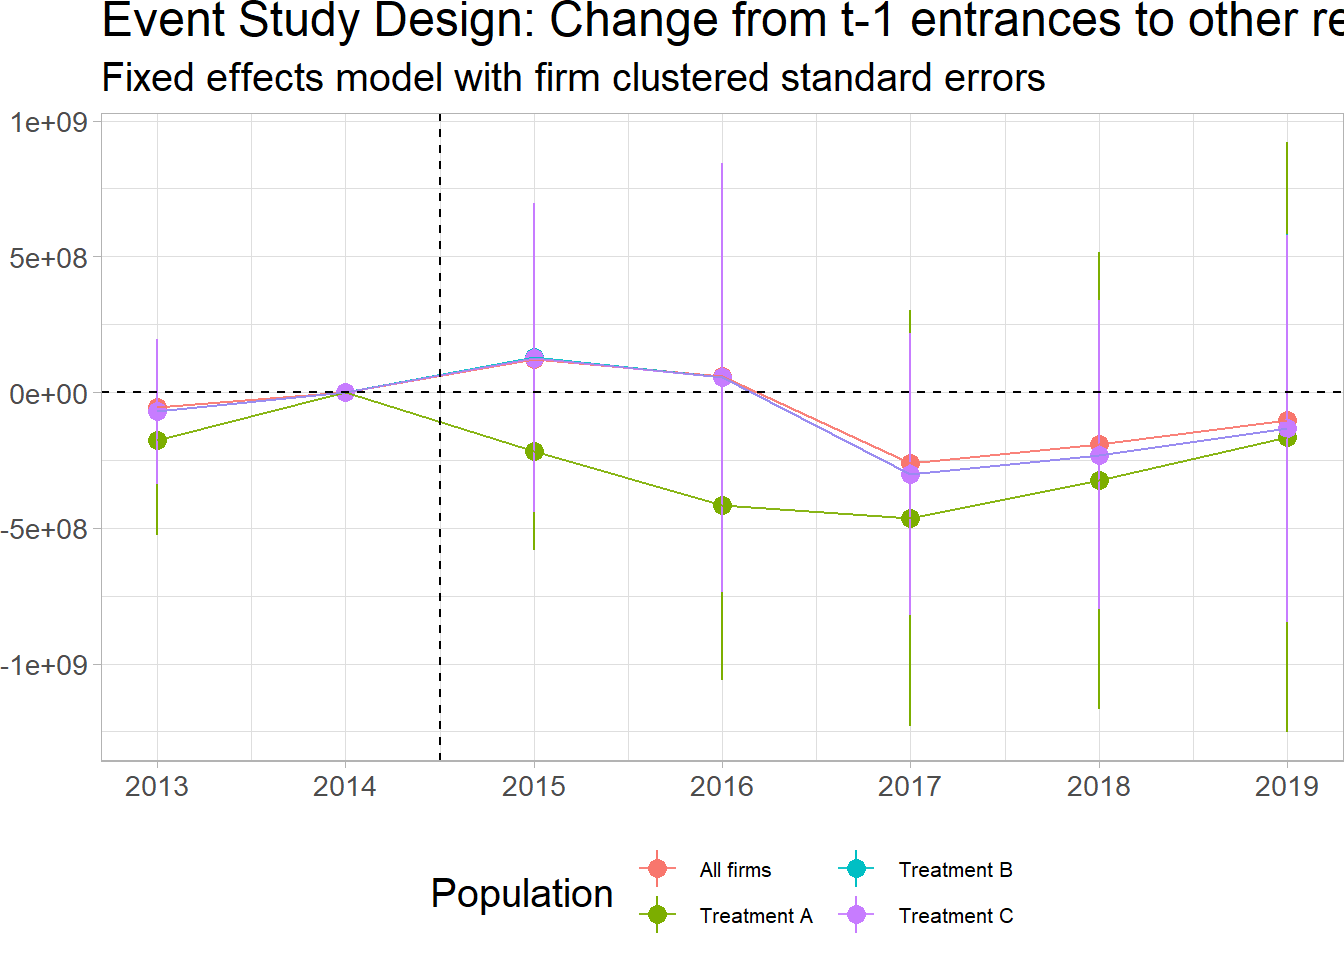 Event Study Design: Change from t-1 entrances to other re
Fixed effects model with firm clustered standard errors
1e+09
5e+08
0e+00
-5e+08
-1e+09
2013 2014 2015 2016 2017 2018 2019
Population
All firms Treatment B
Treatment A Treatment C